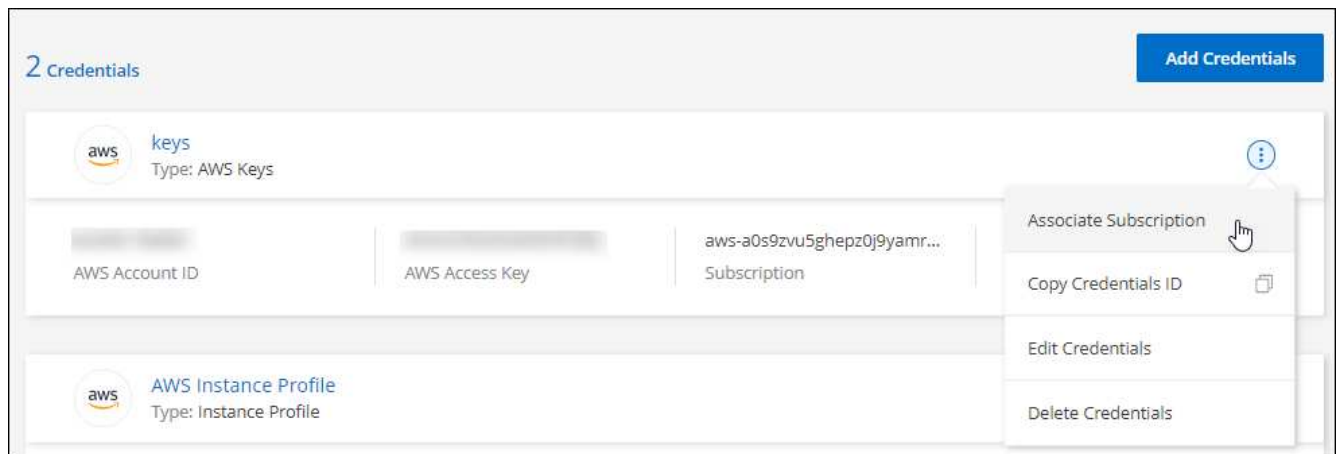 2 Credentials
Add Credentials
aws
keys
Type: AWS Keys
AWS Account ID
AWS Access Key
aws-a0s9zvu5ghepz0j9yamr...
Subscription
Associate Subscription
Copy Credentials ID
Edit Credentials
Delete Credentials
aws
AWS Instance Profile
Type: Instance Profile